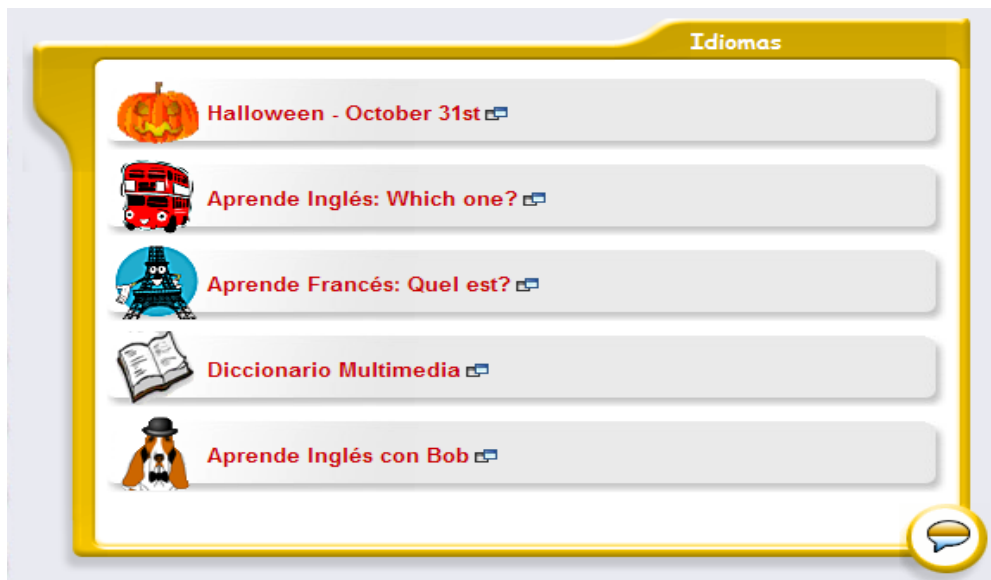 Idiomas
Halloween - October 31st
Aprende Inglés: Which one?
Aprende Francés: Quel est?
Diccionario Multimedia
Aprende Inglés con Bob